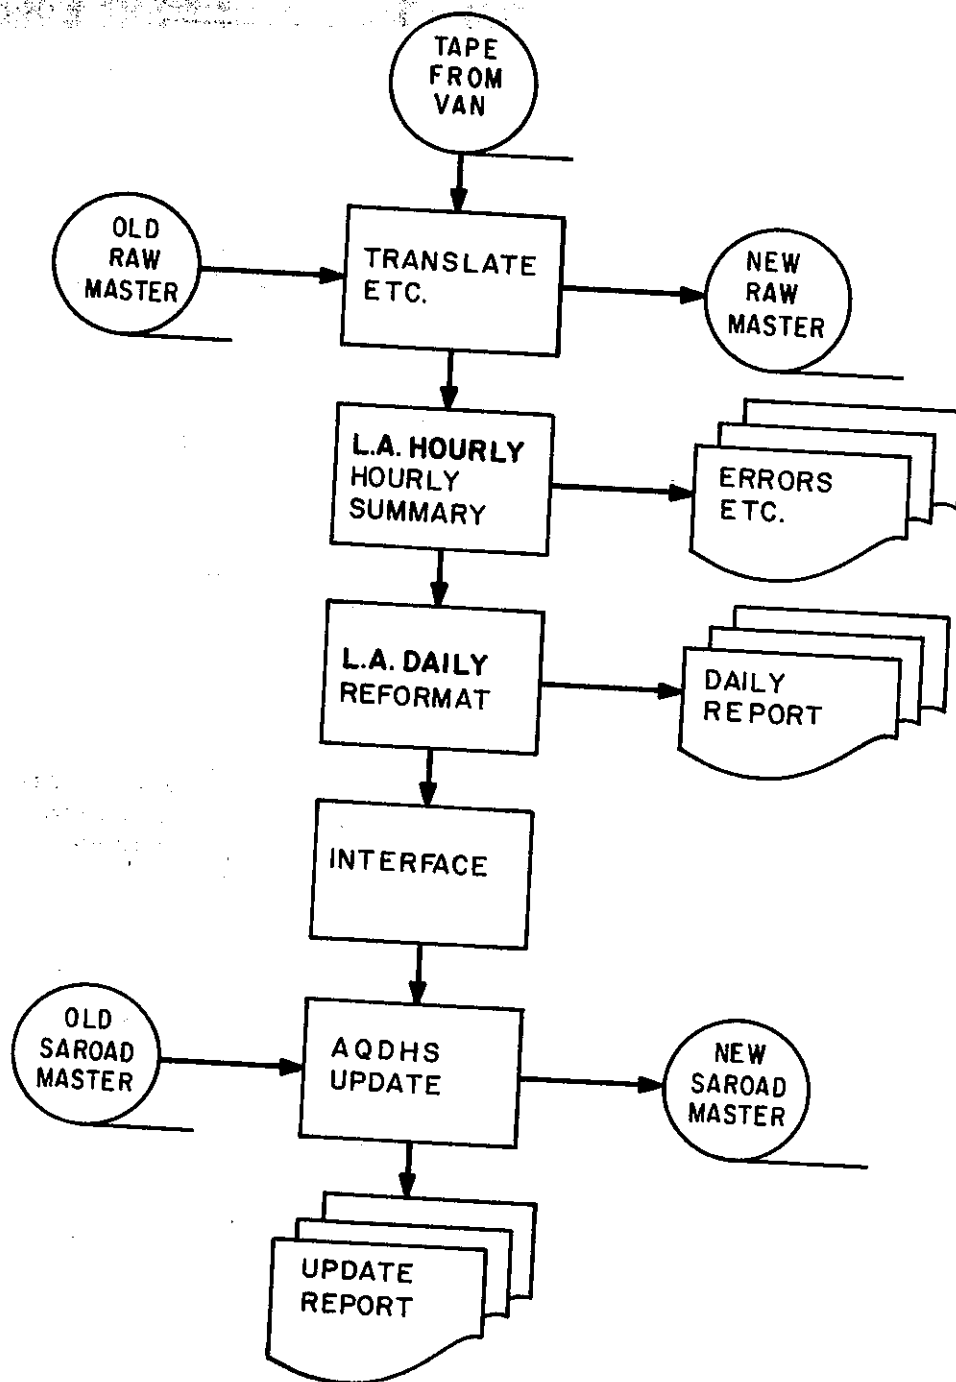 TAPE
FROM
VAN
OLD
RAW
MASTER
TRANSLATE
ETC.
NEW
RAW
MASTER
L.A. HOURLY
HOURLY
SUMMARY
ERRORS
ETC.
L.A. DAILY
REFORMAT
DAILY
REPORT
INTERFACE
OLD
SAROAD
MASTER
AQDHS
UPDATE
NEW
SAROAD
MASTER
UPDATE
REPORT